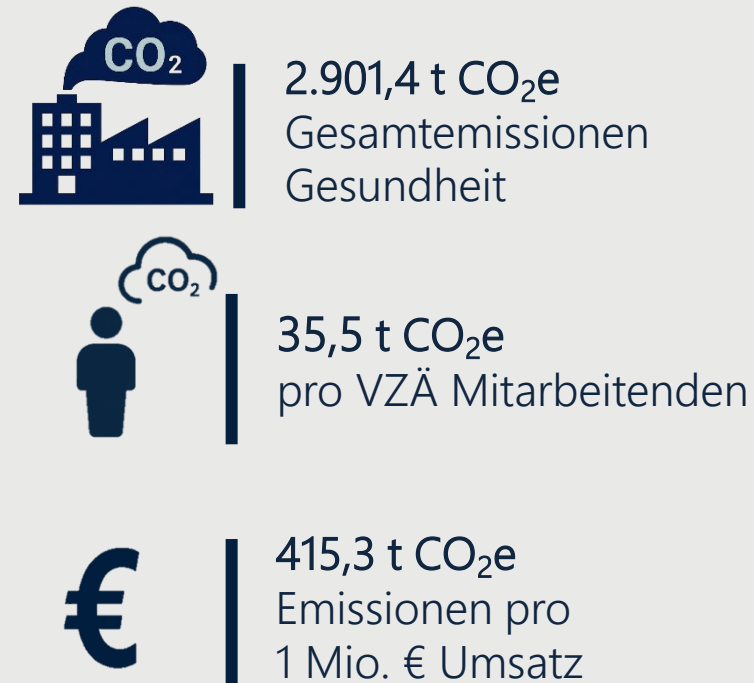 CO₂
2.901,4 t CO₂e
Gesamtemissionen
Gesundheit
CO₂
35,5 t CO₂e
pro VZÄ Mitarbeitenden
€
415,3 t CO₂e
Emissionen pro
1 Mio. € Umsatz